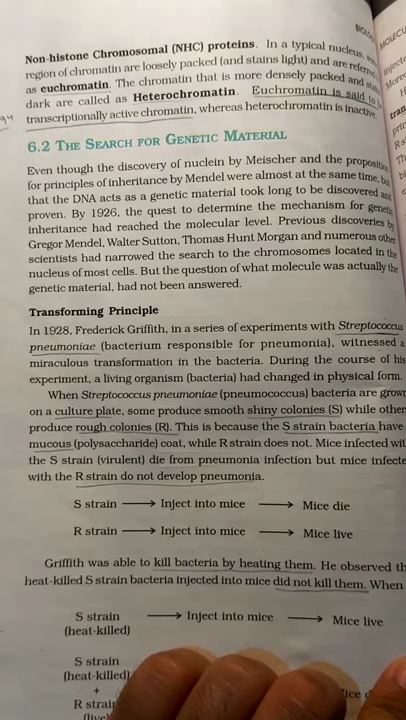 BIOLO
Non-histone Chromosomal (NHC) proteins. In a typical nucleus,
region of chromatin are loosely packed (and stains light) and are referred
as euchromatin. The chromatin that is more densely packed and
dark are called as Heterochromatin. Euchromatin is said to
transcriptionally active chromatin, whereas heterochromatin is inactive.
6.2 THE SEARCH FOR GENETIC MATERIAL
Even though the discovery of nuclein by Meischer and the proposition
for principles of inheritance by Mendel were almost at the same time, but
that the DNA acts as a genetic material took long to be discovered and
proven. By 1926, the quest to determine the mechanism for genetic
inheritance had reached the molecular level. Previous discoveries by
Gregor Mendel, Walter Sutton, Thomas Hunt Morgan and numerous other
scientists had narrowed the search to the chromosomes located in the
nucleus of most cells. But the question of what molecule was actually the
genetic material, had not been answered.
Transforming Principle
In 1928, Frederick Griffith, in a series of experiments with Streptococcus
pneumoniae (bacterium responsible for pneumonia), witnessed a
miraculous transformation in the bacteria. During the course of his
experiment, a living organism (bacteria) had changed in physical form.
When Streptococcus pneumoniae (pneumococcus) bacteria are grown
on a culture plate, some produce smooth shiny colonies (S) while other
produce rough colonies (R). This is because the S strain bacteria have
mucous (polysaccharide) coat, while R strain does not. Mice infected wit
the S strain (virulent) die from pneumonia infection but mice infecte
with the R strain do not develop pneumonia.
S strain ⟶ Inject into mice ⟶ Mice die
R strain ⟶ Inject into mice ⟶ Mice live
Griffith was able to kill bacteria by heating them. He observed th
heat-killed S strain bacteria injected into mice did not kill them. When
S strain ⟶ Inject into mice ⟶ Mice live
(heat-killed)
S strain
(heat-killed)
+
R strain
(live)
MOLECU